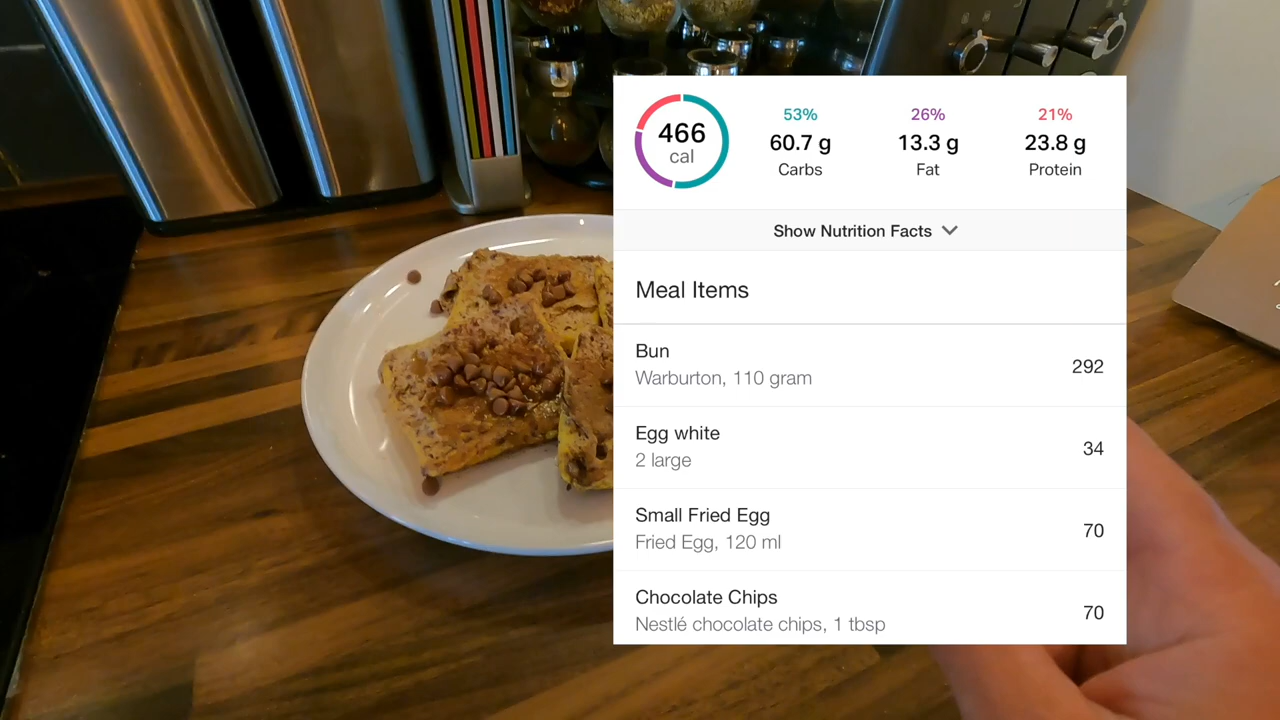 466
cal
53%
60.7 g
Carbs
26%
13.3 g
Fat
21%
23.8 g
Protein
Show Nutrition Facts
Meal Items
Bun
Warburton, 110 gram
292
Egg white
2 large
34
Small Fried Egg
Fried Egg, 120 ml
70
Chocolate Chips
Nestlé chocolate chips, 1 tbsp
70